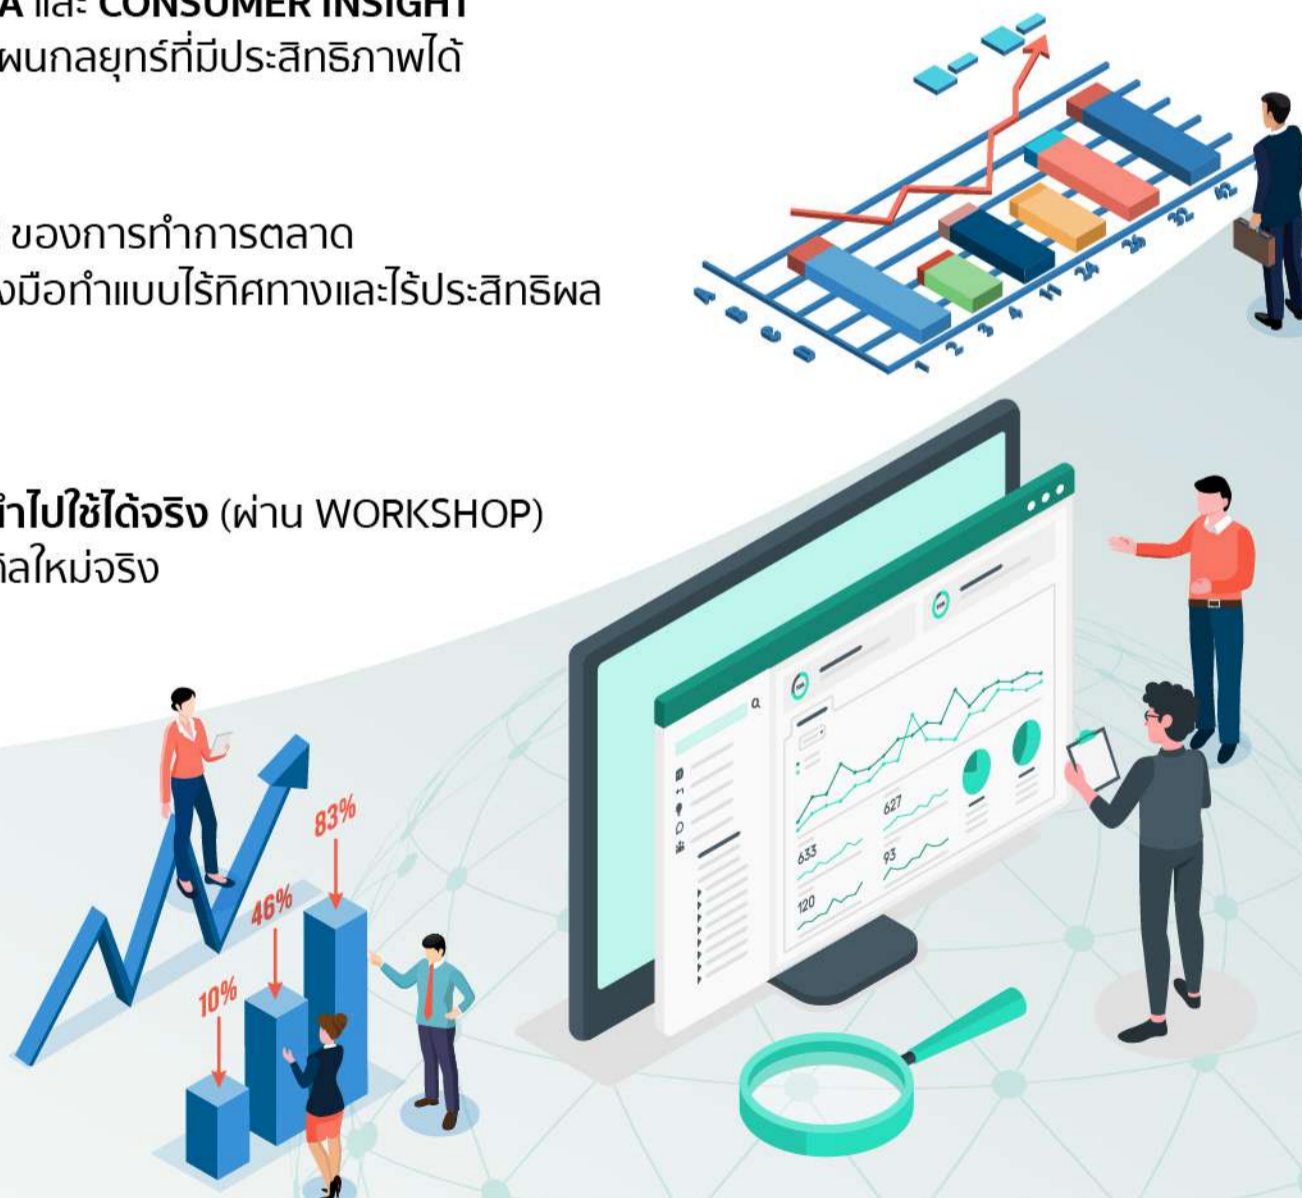 และ CONSUMER INSIGHT
ผนกลยุทธ์ที่มีประสิทธิภาพได้
ของการทำการตลาด
งมือทำแบบไร้ทิศทางและไร้ประสิทธิผล
นำไปใช้ได้จริง (ผ่าน WORKSHOP)
ใหม่จริง
A
B
C
D
1
2
3
4
83%
46%
10%
627
633
93
120